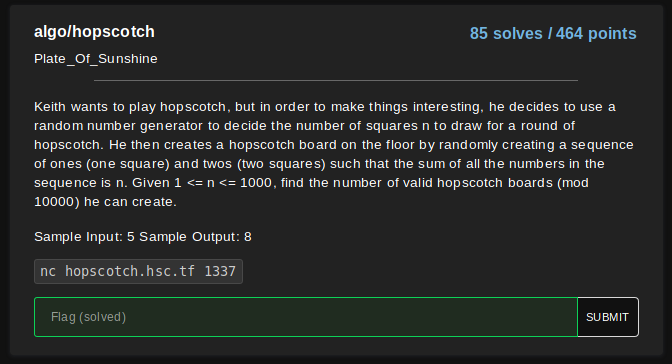 algo/hopscotch
85 solves / 464 points
Plate_Of_Sunshine
Keith wants to play hopscotch, but in order to make things interesting, he decides to use a
random number generator to decide the number of squares n to draw for a round of
hopscotch. He then creates a hopscotch board on the floor by randomly creating a sequence
of ones (one square) and twos (two squares) such that the sum of all the numbers in the
sequence is n. Given 1 <= n <= 1000, find the number of valid hopscotch boards (mod
10000) he can create.
Sample Input: 5 Sample Output: 8
nc hopscotch.hsc.tf 1337
Flag (solved)
SUBMIT